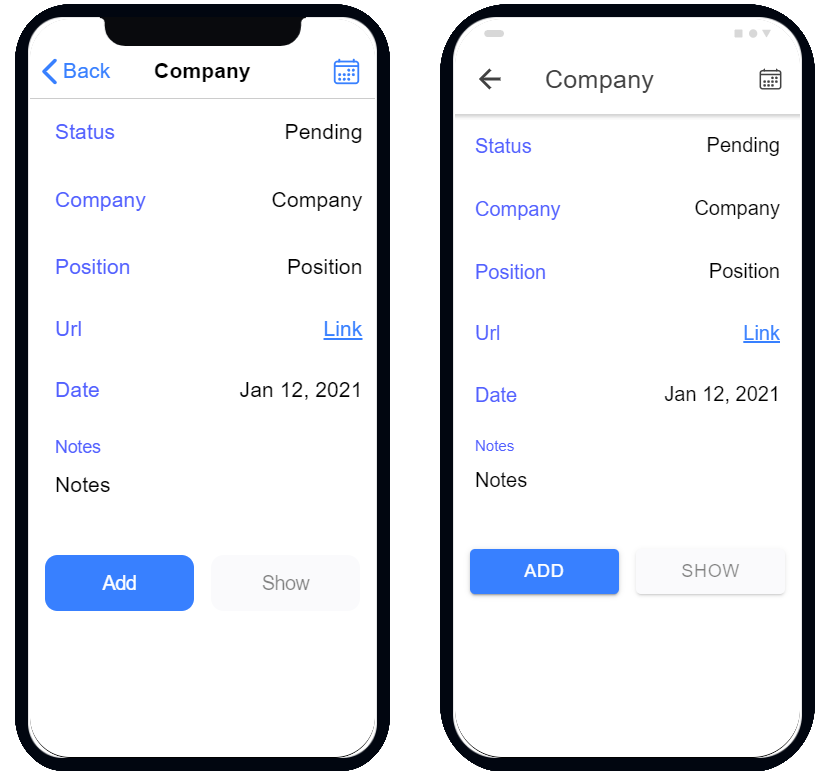 Back Company
Status Pending
Company Company
Position Position
Url Link
Date Jan 12, 2021
Notes
Notes
Add Show
Company
Status Pending
Company Company
Position Position
Url Link
Date Jan 12, 2021
Notes
Notes
ADD SHOW